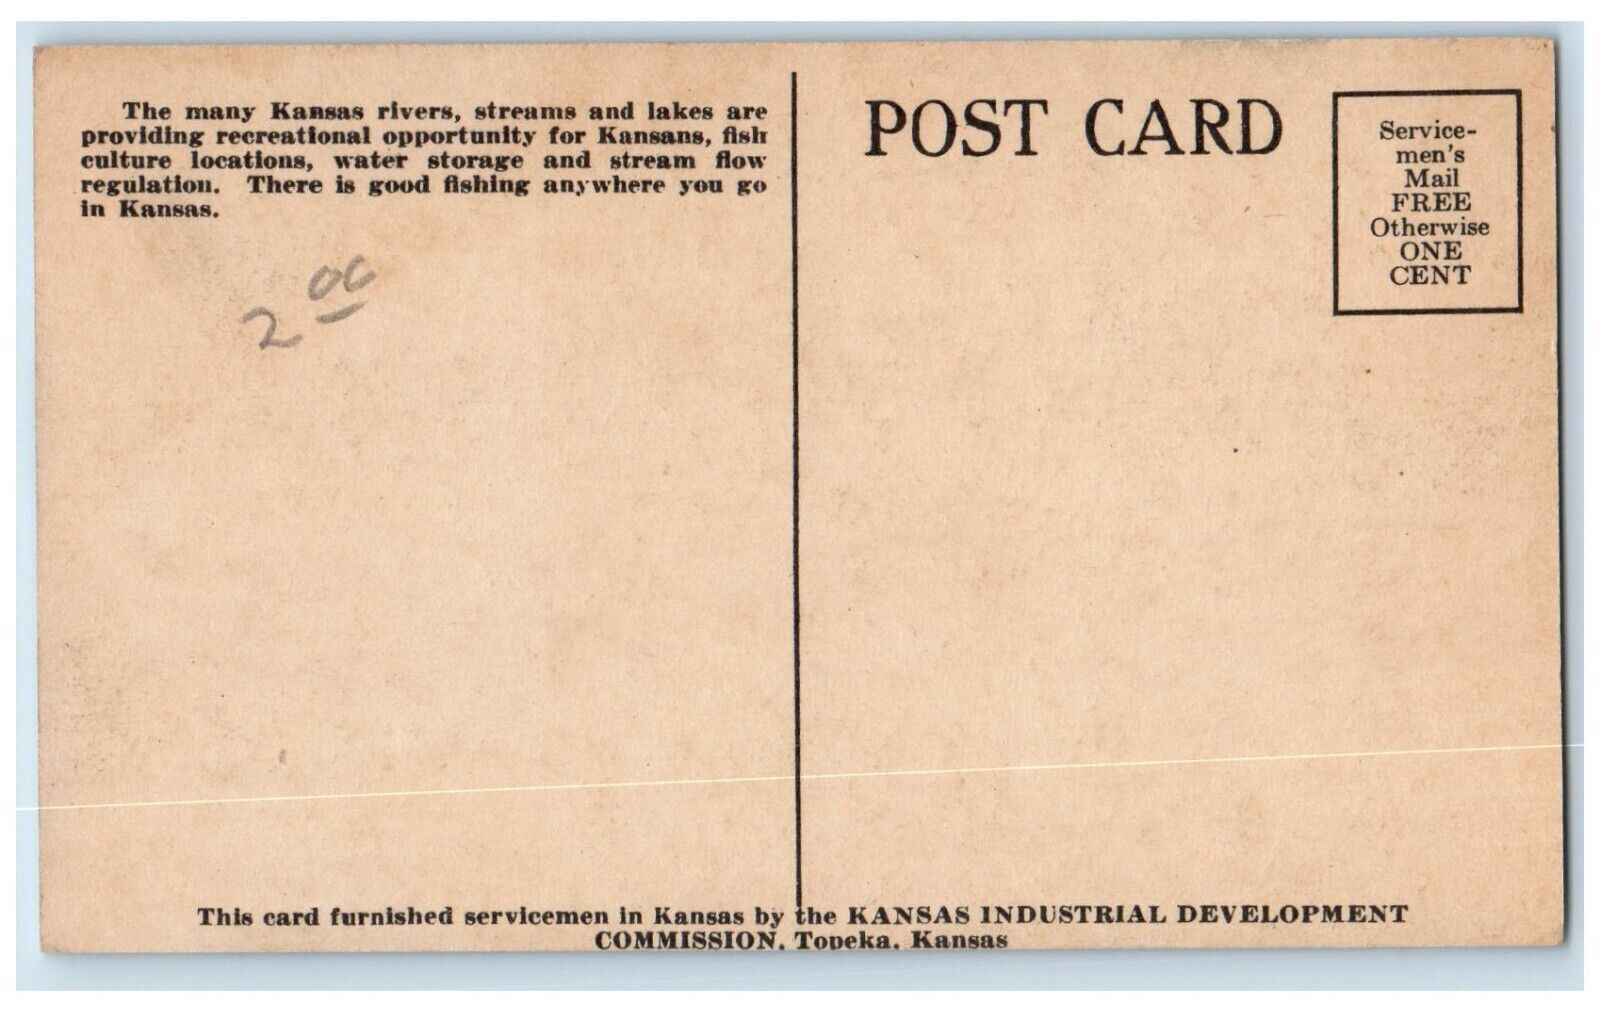 The many Kansas rivers, streams and lakes are
providing recreational opportunity for Kansans, fish
culture locations, water storage and stream flow
regulation. There is good fishing anywhere you go
in Kansas.
2 00
POST CARD
Service-
men's
Mail
FREE
Otherwise
ONE
CENT
This card furnished servicemen in Kansas by the KANSAS INDUSTRIAL DEVELOPMENT
COMMISSION, Topeka, Kansas